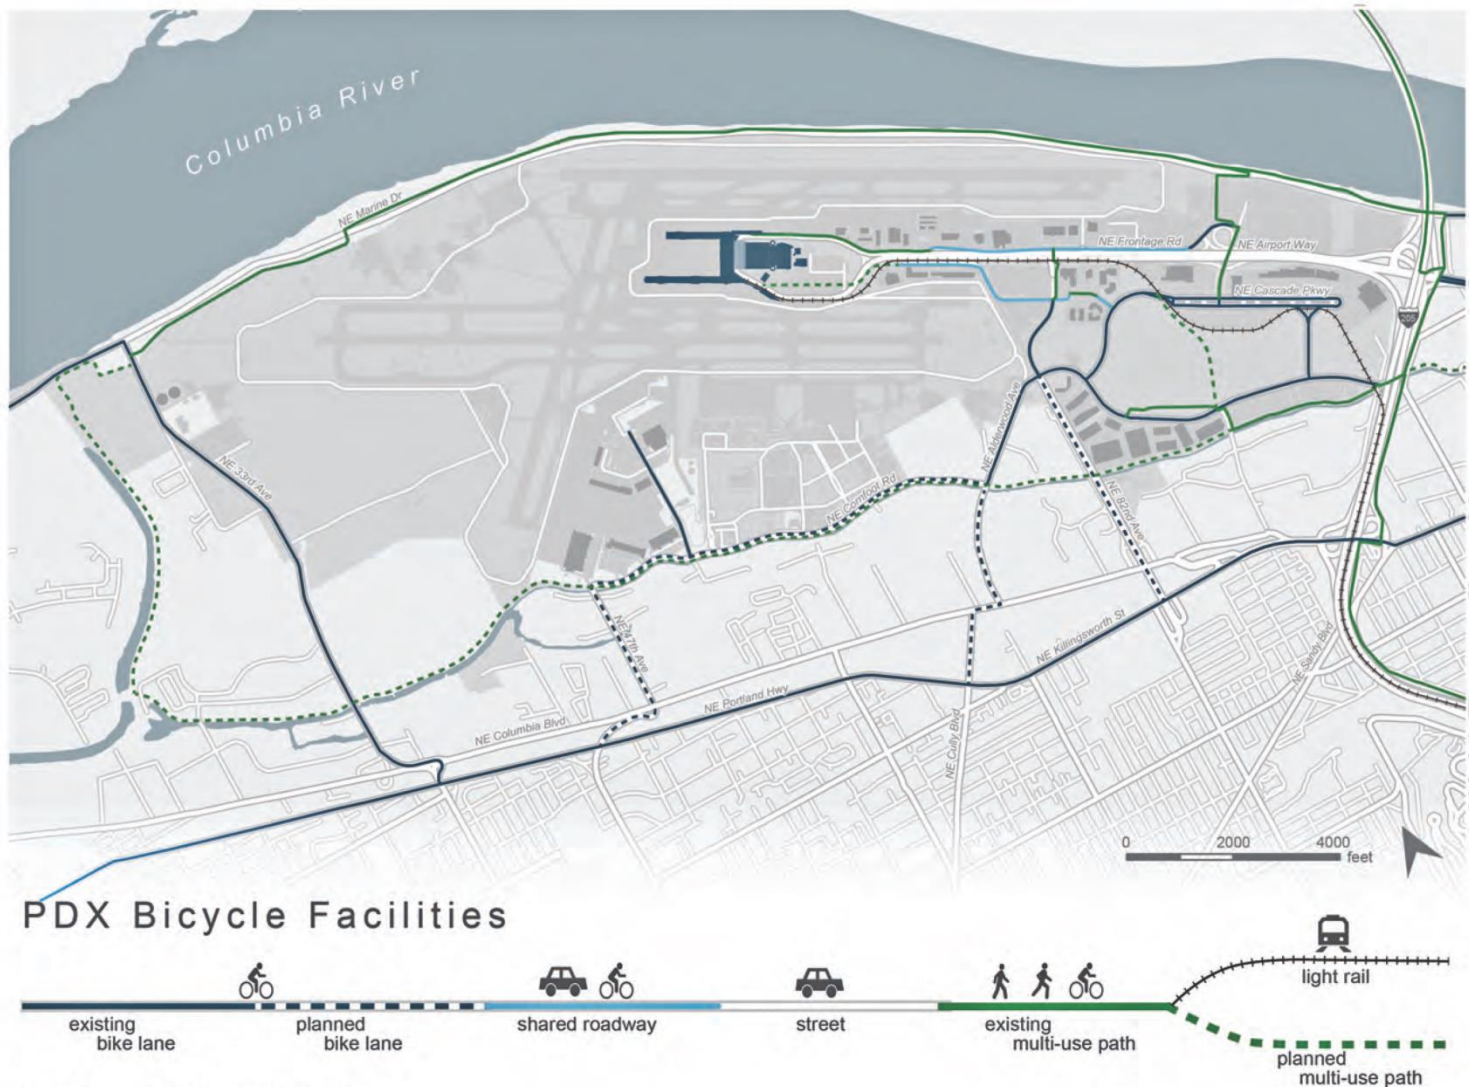 Columbia River
NE Marine Dr
NE Frontage Rd
NE Airport Way
NE Cascade Pkwy
205
NE Alderwood Ave
NE 33rd Ave
NE Cornfoot Rd
NE 82nd Ave
NE 47th Ave
NE Killingsworth St
NE Sandy Blvd
NE Portland Hwy
NE Columbia Blvd
NE Cully Blvd
0 2000 4000
feet
PDX Bicycle Facilities
light rail
existing
bike lane
planned
bike lane
shared roadway
street
existing
multi-use path
planned
multi-use path